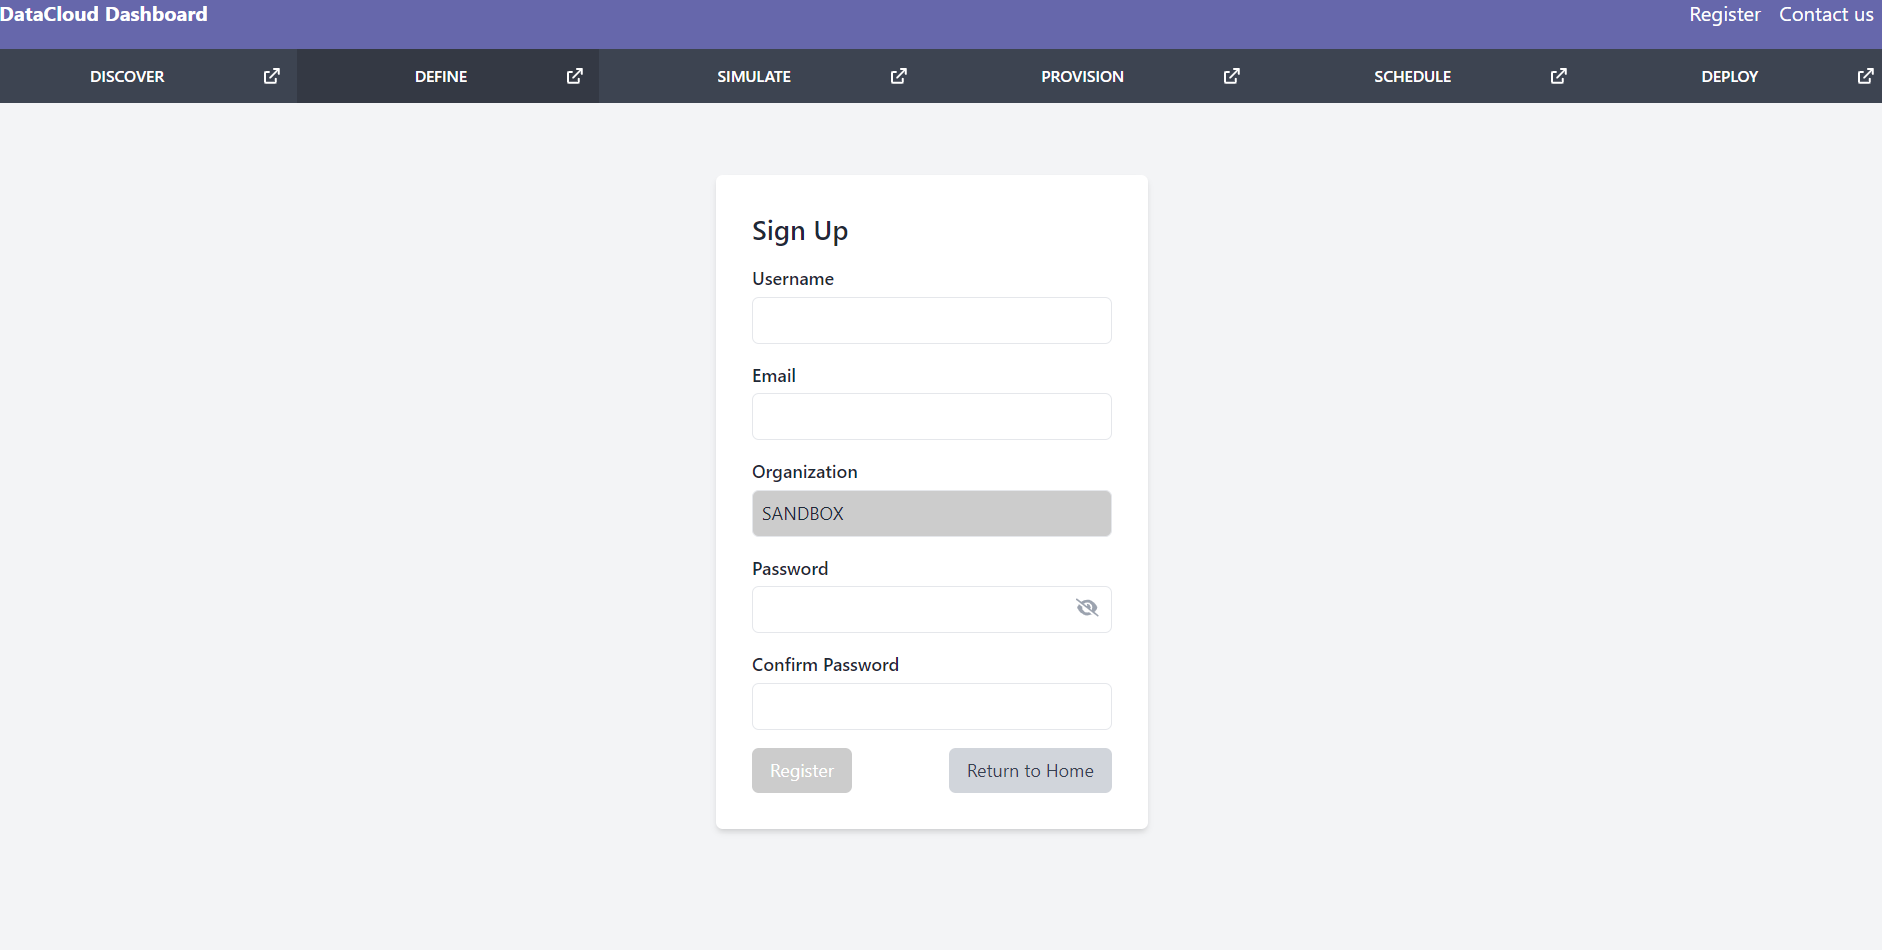 DataCloud Dashboard
Register Contact us
DISCOVER DEFINE SIMULATE PROVISION SCHEDULE DEPLOY
Sign Up
Username
Email
Organization
SANDBOX
Password
Confirm Password
Register Return to Home